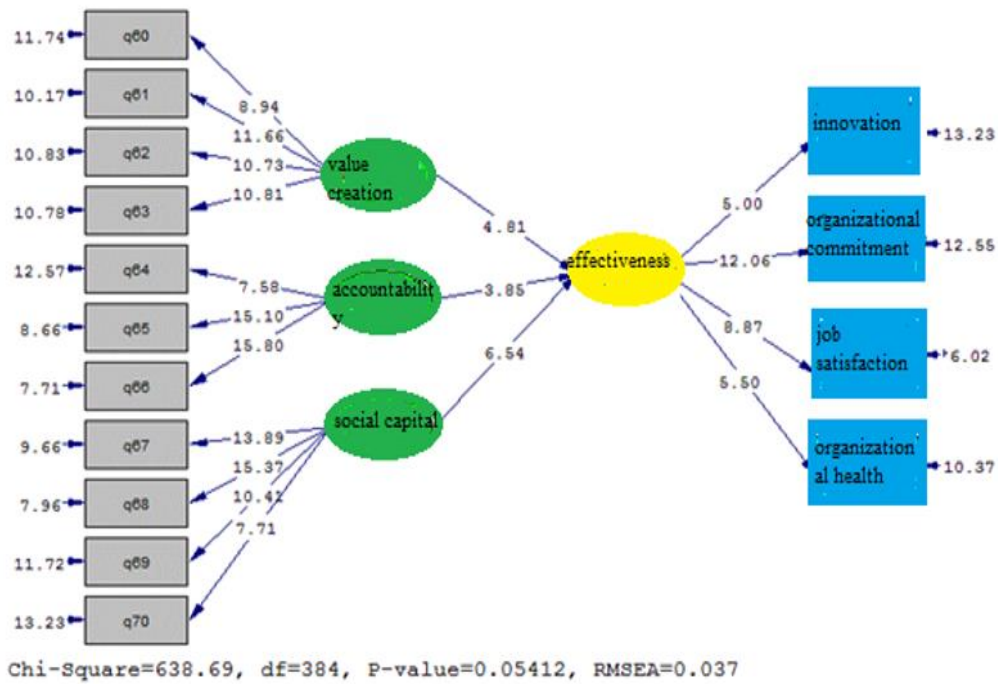 11.74
q60
10.17
q61
10.83
q62
10.78
q63
12.57
q64
8.66
q65
7.71
q66
9.66
q67
7.96
q68
11.72
q69
13.23
q70
8.94
11.66
10.73
10.81
7.58
15.10
15.80
13.89
15.37
10.41
7.71
value
creation
accountabilit
y
social capital
4.81
3.85
6.54
effectiveness
5.00
12.06
8.87
5.50
innovation
13.23
organizational
commitment
12.55
job
satisfaction
6.02
organization
al health
10.37
Chi-Square=638.69, df=384, P-value=0.05412, RMSEA=0.037